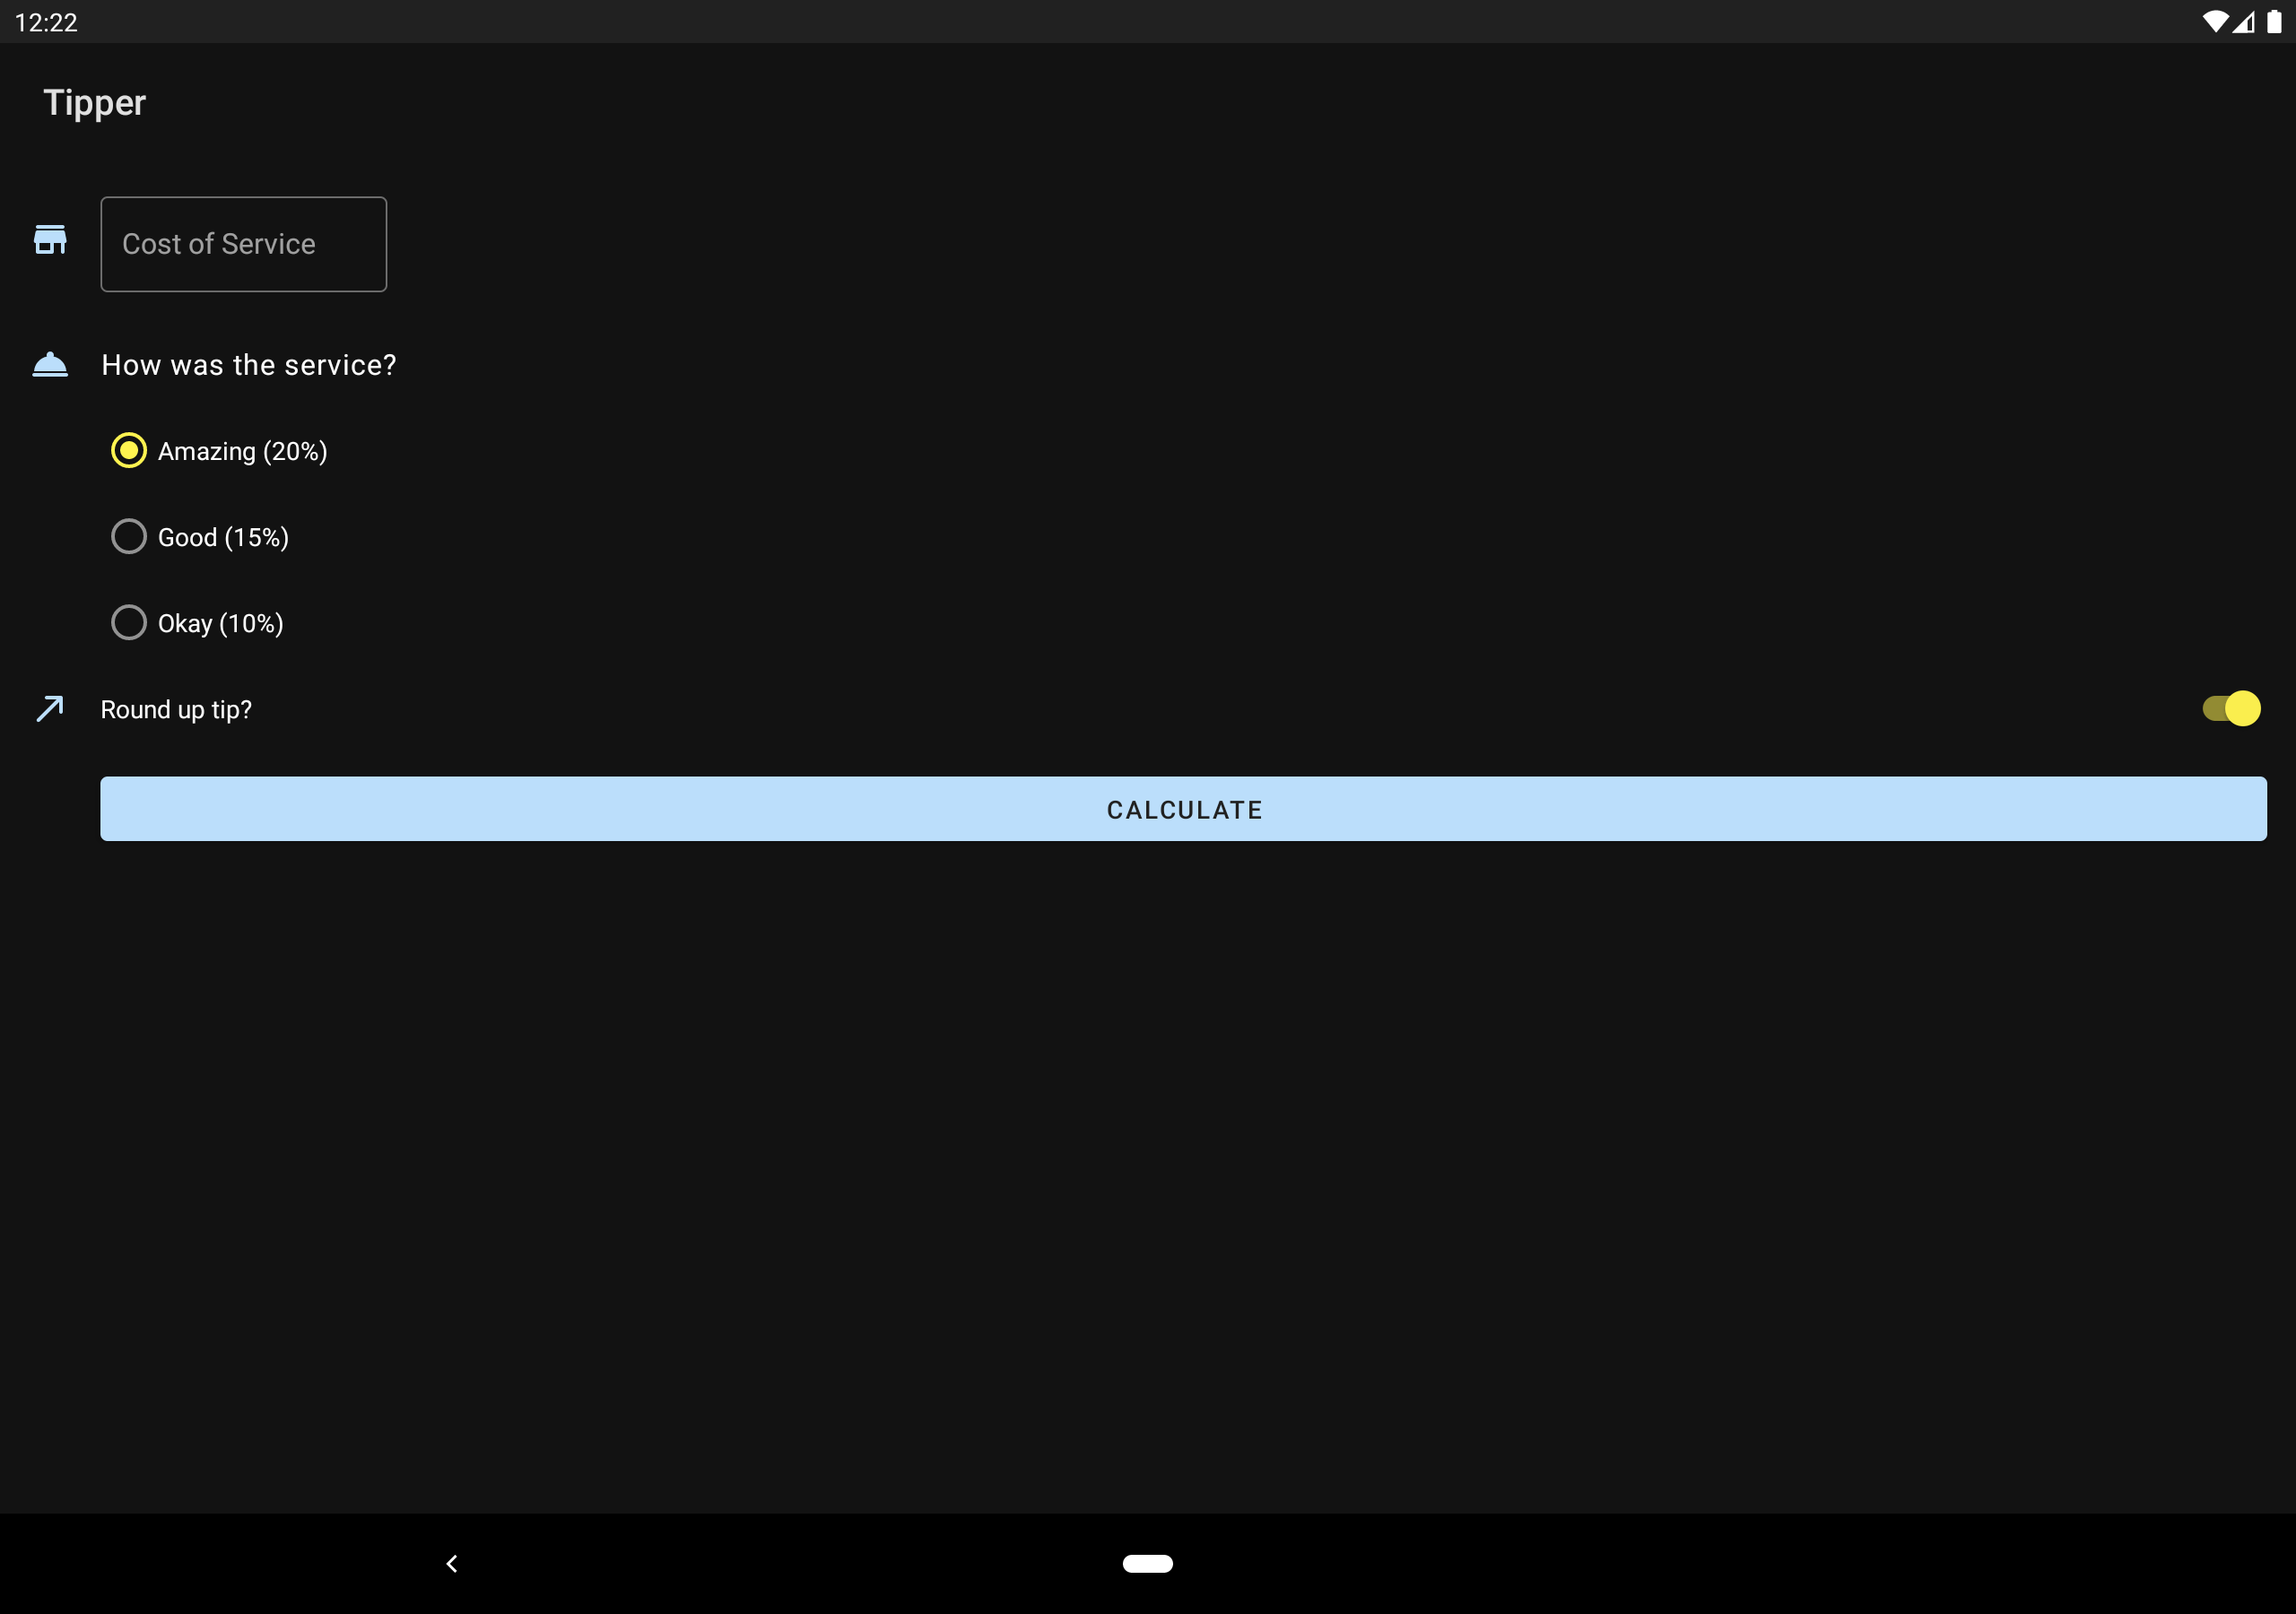 12:22
Tipper
Cost of Service
How was the service?
Amazing (20%)
Good (15%)
Okay (10%)
Round up tip?
CALCULATE